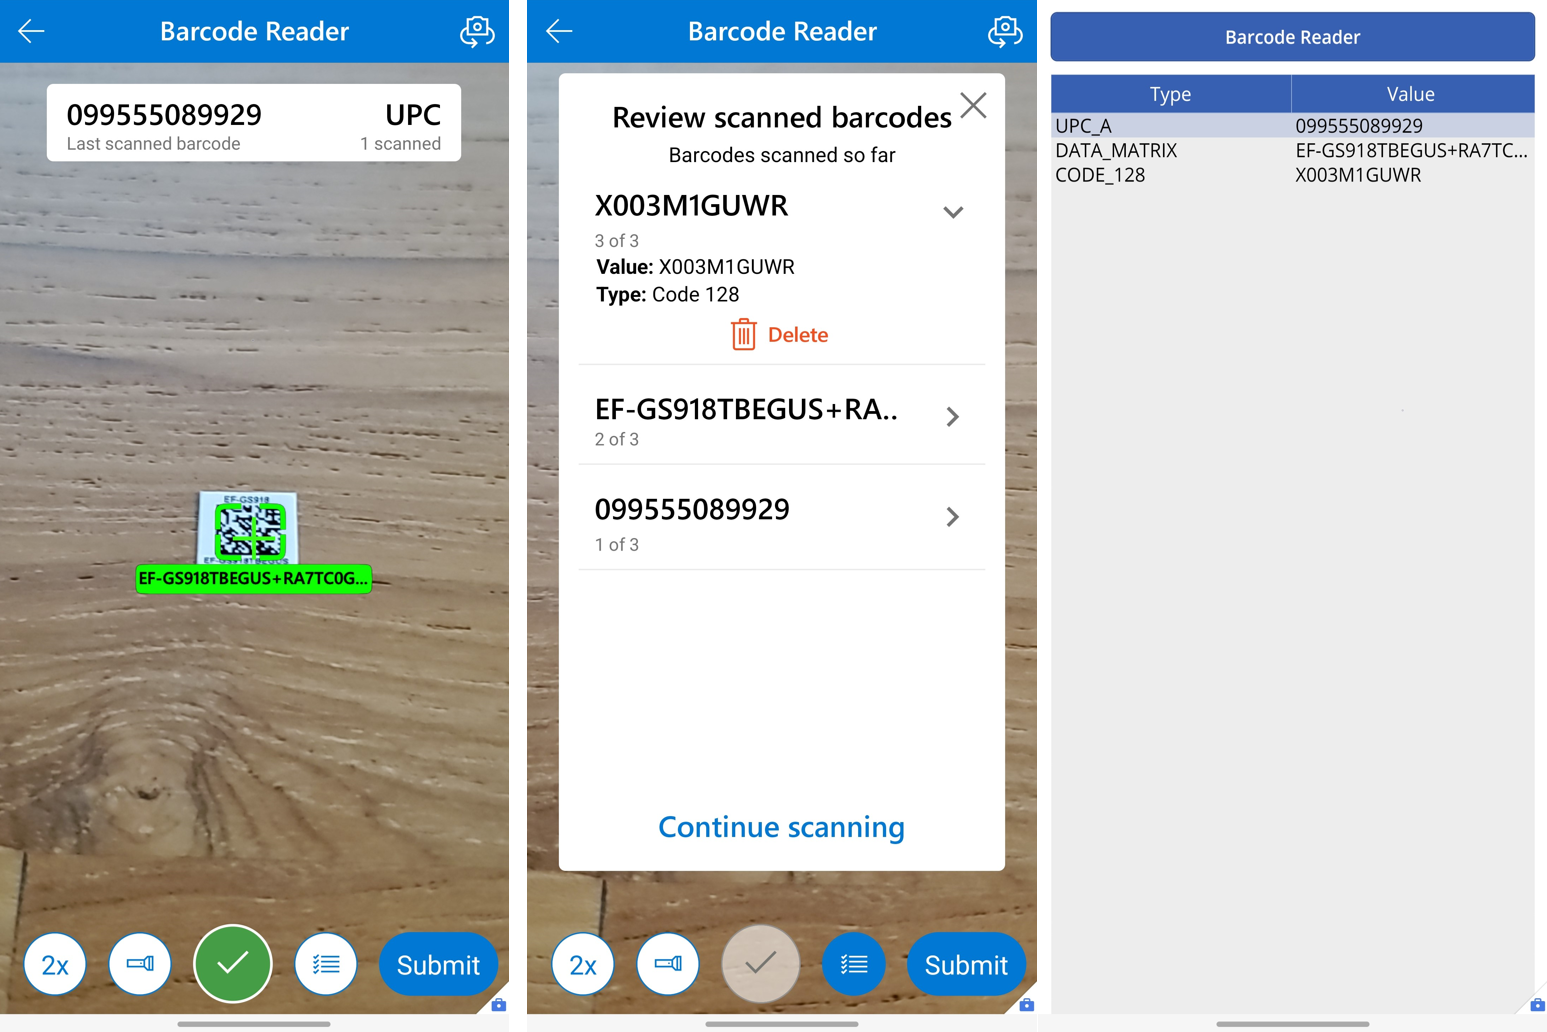 Barcode Reader
099555089929 UPC
Last scanned barcode 1 scanned
EF-GS918
EF-GS918TBEGUS
EF-GS918TBEGUS+RA7TC0G...
2x Submit
Barcode Reader
Review scanned barcodes
Barcodes scanned so far
X003M1GUWR
3 of 3
Value: X003M1GUWR
Type: Code 128
Delete
EF-GS918TBEGUS+RA..
2 of 3
099555089929
1 of 3
Continue scanning
2x Submit
Barcode Reader
Type Value
UPC_A 099555089929
DATA_MATRIX EF-GS918TBEGUS+RA7TC...
CODE_128 X003M1GUWR